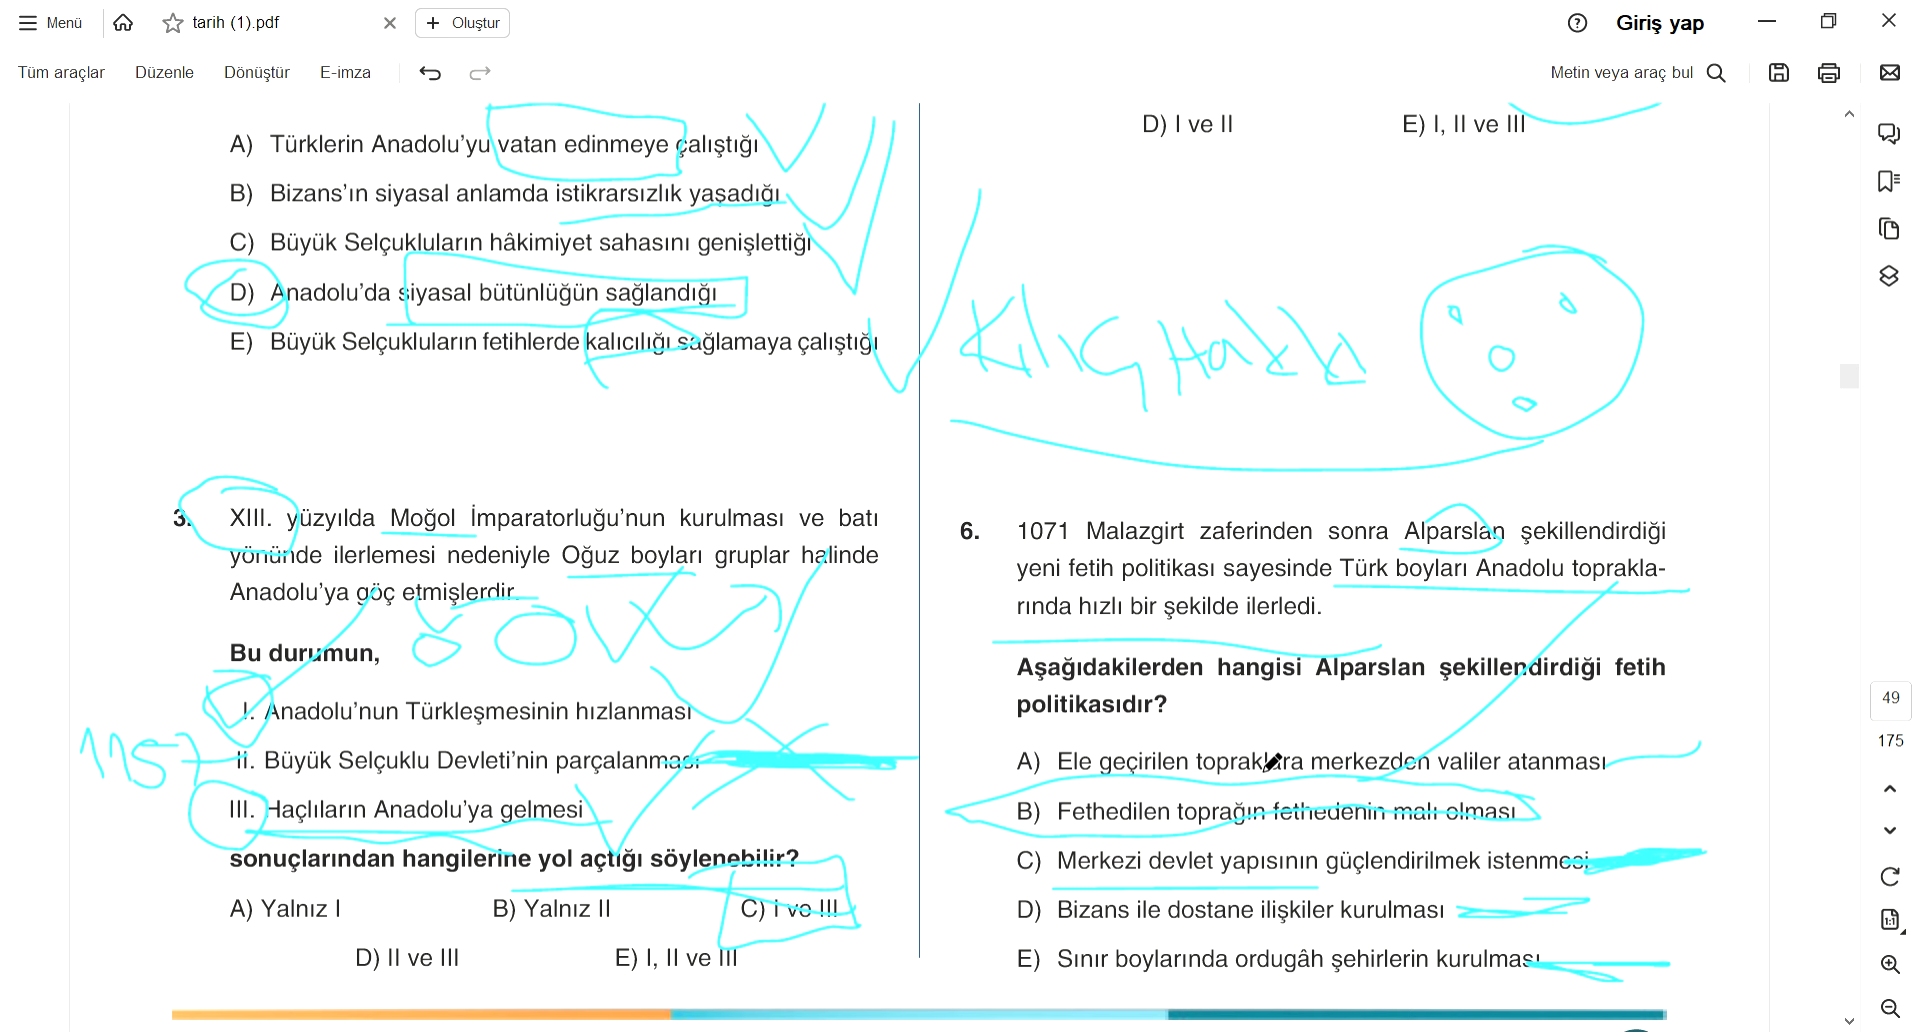 Menü
tarih (1).pdf
Oluştur
Giriş yap
Tüm araçlar
Düzenle
Dönüştür
E-imza
Metin veya araç bul
A) Türklerin Anadolu’yu vatan edinmeye çalıştığı
B) Bizans’ın siyasal anlamda istikrarsızlık yaşadığı
C) Büyük Selçukluların hâkimiyet sahasını genişlettiği
D) Anadolu’da siyasal bütünlüğün sağlandığı
E) Büyük Selçukluların fetihlerde kalıcılığı sağlamaya çalıştığı
3. XIII. yüzyılda Moğol İmparatorluğu’nun kurulması ve batı
yönünde ilerlemesi nedeniyle Oğuz boyları gruplar halinde
Anadolu’ya göç etmişlerdir.
Bu durumun,
I. Anadolu’nun Türkleşmesinin hızlanması
1157
II. Büyük Selçuklu Devleti’nin parçalanması
III. Haçlıların Anadolu’ya gelmesi
sonuçlarından hangilerine yol açtığı söylenebilir?
A) Yalnız I
B) Yalnız II
C) I ve III
D) II ve III
E) I, II ve III
D) I ve II
E) I, II ve III
Kılıç Hakkı
6. 1071 Malazgirt zaferinden sonra Alparslan şekillendirdiği
yeni fetih politikası sayesinde Türk boyları Anadolu toprakla-
rında hızlı bir şekilde ilerledi.
Aşağıdakilerden hangisi Alparslan şekillendirdiği fetih
politikasıdır?
A) Ele geçirilen topraklara merkezden valiler atanması
B) Fethedilen toprağın fethedenin malı olması
C) Merkezi devlet yapısının güçlendirilmek istenmesi
D) Bizans ile dostane ilişkiler kurulması
E) Sınır boylarında ordugâh şehirlerin kurulması
49
175
1:1